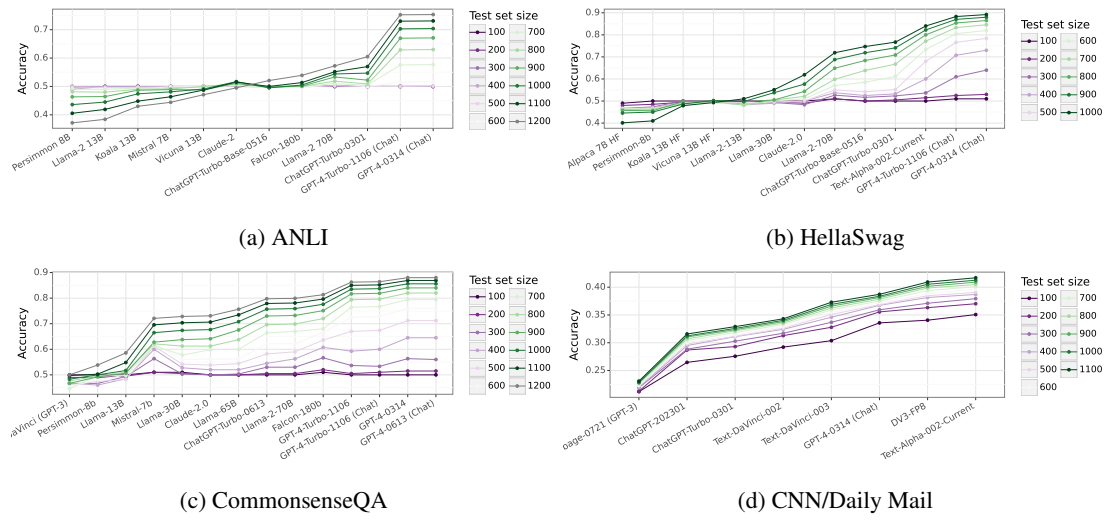 Accuracy
0.7
0.6
0.5
0.4
Persimmon 8B
Llama-2 13B
Koala 13B
Mistral 7B
Vicuna 13B
Claude-2
ChatGPT-Turbo-Base-0516
Falcon-180b
Llama-2 70B
ChatGPT-Turbo-0301
GPT-4-Turbo-1106 (Chat)
GPT-4-0314 (Chat)
Test set size
100 700
200 800
300 900
400 1000
500 1100
600 1200
(a) ANLI
Accuracy
0.9
0.8
0.7
0.6
0.5
0.4
Alpaca 7B HF
Persimmon-8b
Koala 13B HF
Vicuna 13B HF
Llama-2-13B
Llama-30B
Claude-2.0
Llama-2-70B
ChatGPT-Turbo-Base-0516
ChatGPT-Turbo-0301
Text-Alpha-002-Current
GPT-4-Turbo-1106 (Chat)
GPT-4-0314 (Chat)
Test set size
100 600
200 700
300 800
400 900
500 1000
(b) HellaSwag
Accuracy
0.9
0.8
0.7
0.6
0.5
DaVinci (GPT-3)
Persimmon-8b
Llama-13B
Mistral-7b
Llama-30B
Claude-2.0
Llama-65B
ChatGPT-Turbo-0613
Llama-2-70B
Falcon-180b
GPT-4-Turbo-1106
GPT-4-Turbo-1106 (Chat)
GPT-4-0314
GPT-4-0613 (Chat)
Test set size
100 700
200 800
300 900
400 1000
500 1100
600 1200
(c) CommonsenseQA
Accuracy
0.40
0.35
0.30
0.25
page-0721 (GPT-3)
ChatGPT-202301
ChatGPT-Turbo-0301
Text-DaVinci-002
Text-DaVinci-003
GPT-4-0314 (Chat)
DV3-FP8
Text-Alpha-002-Current
Test set size
100 700
200 800
300 900
400 1000
500 1100
600
(d) CNN/Daily Mail